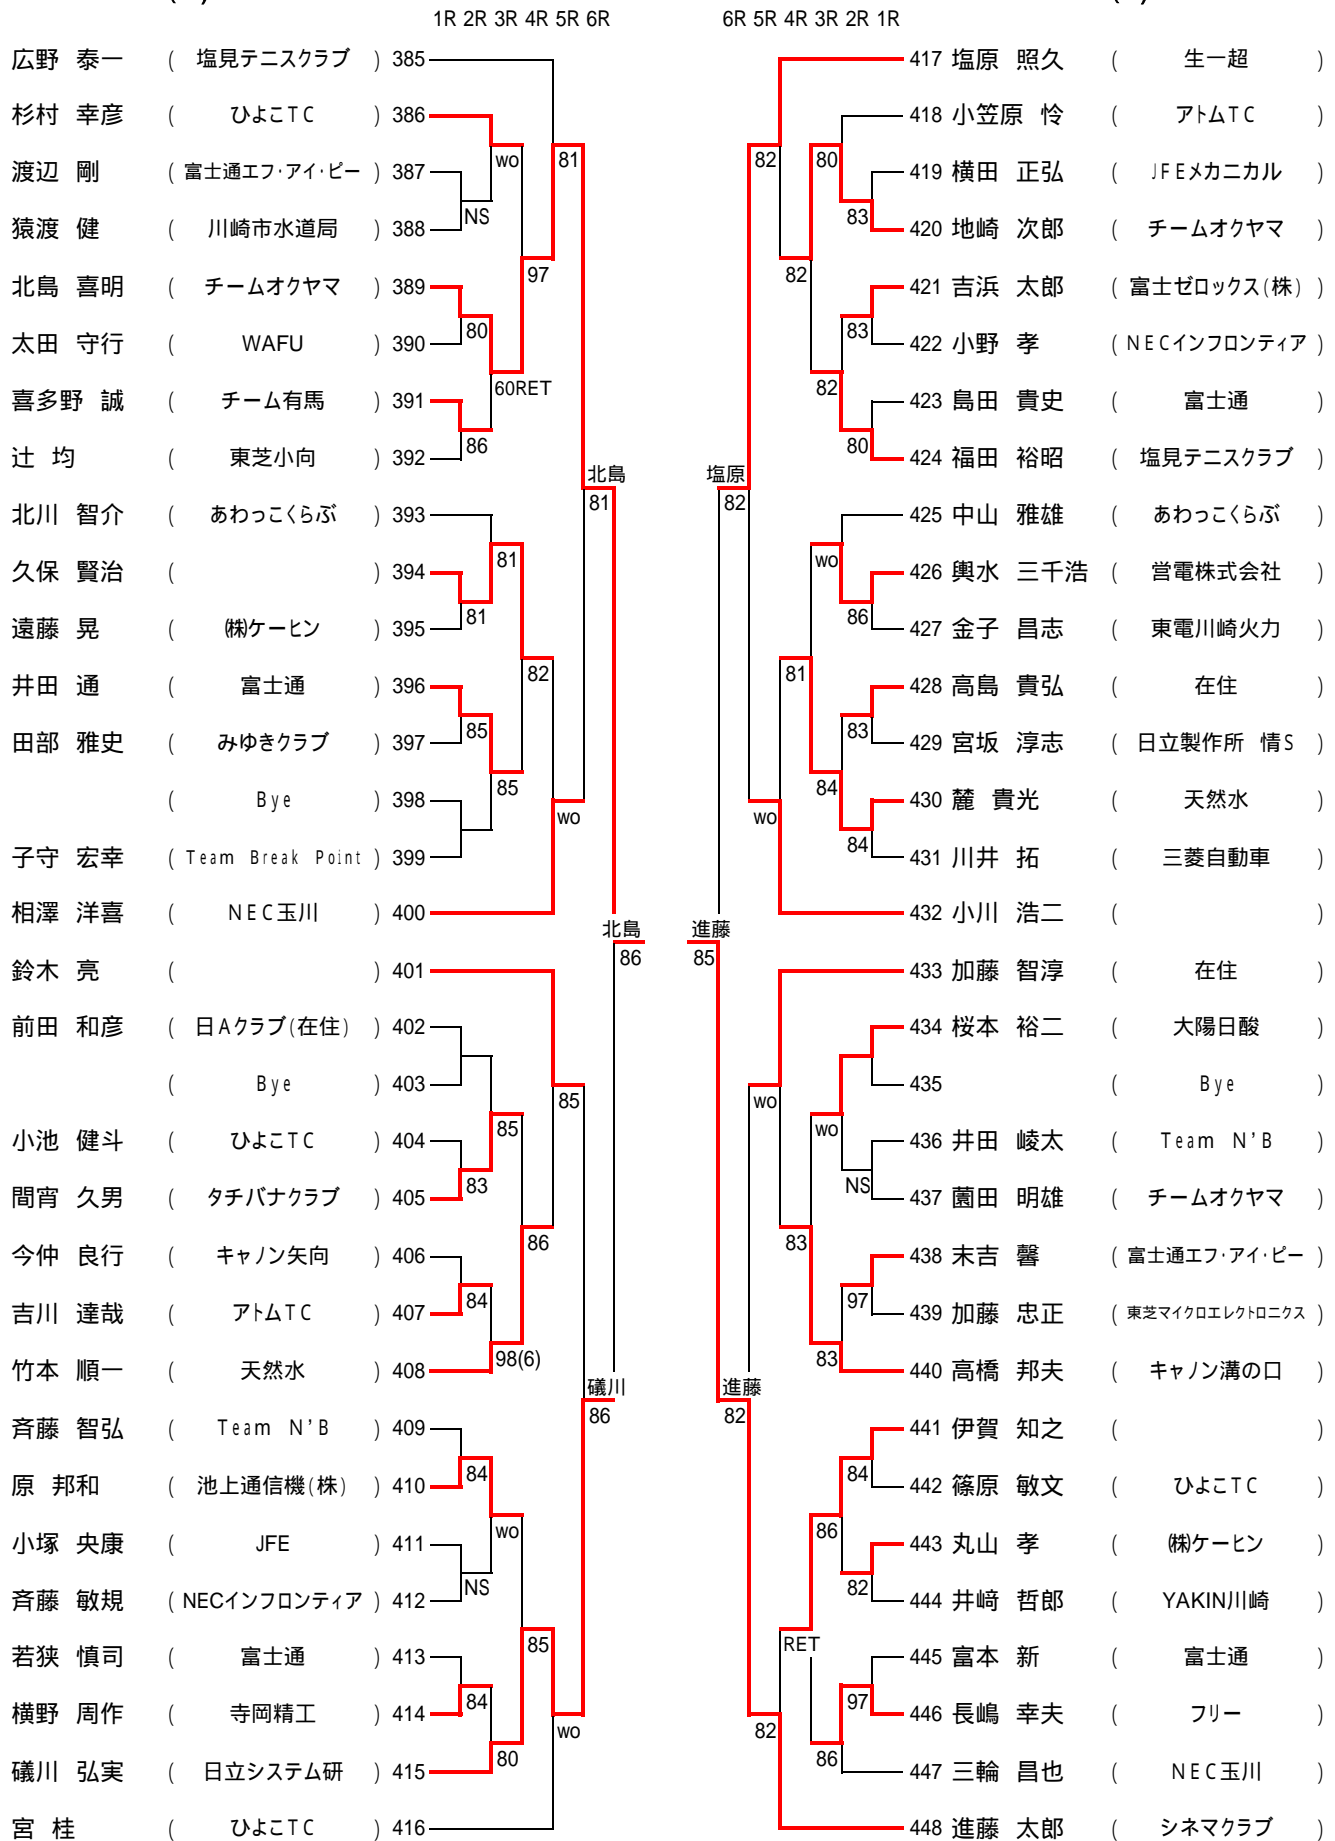 1R 2R 3R 4R 5R 6R
広野 泰一 ( 塩見テニスクラブ ) 385
杉村 幸彦 ( ひよこTC ) 386
wo 81
渡辺 剛 ( 富士通エフ・アイ・ピー ) 387
NS
猿渡 健 ( 川崎市水道局 ) 388
97
北島 喜明 ( チームオクヤマ ) 389
80
太田 守行 ( WAFU ) 390
60RET
喜多野 誠 ( チーム有馬 ) 391
86
辻 均 ( 東芝小向 ) 392
北島
81
北川 智介 ( あわっこくらぶ ) 393
81
久保 賢治 ( ) 394
81
遠藤 晃 ( ㈱ケーヒン ) 395
82
井田 通 ( 富士通 ) 396
85
田部 雅史 ( みゆきクラブ ) 397
85
( Bye ) 398
wo
子守 宏幸 ( Team Break Point ) 399
相澤 洋喜 ( NEC玉川 ) 400
北島
86
鈴木 亮 ( ) 401
前田 和彦 ( 日Aクラブ(在住) ) 402
( Bye ) 403
85
85
小池 健斗 ( ひよこTC ) 404
83
間宵 久男 ( タチバナクラブ ) 405
86
今仲 良行 ( キャノン矢向 ) 406
84
吉川 達哉 ( アトムTC ) 407
98(6)
竹本 順一 ( 天然水 ) 408
礒川
86
斉藤 智弘 ( Team N'B ) 409
84
原 邦和 ( 池上通信機(株) ) 410
wo
小塚 央康 ( JFE ) 411
NS
斉藤 敏規 ( NECインフロンティア ) 412
85
若狭 慎司 ( 富士通 ) 413
84
横野 周作 ( 寺岡精工 ) 414
wo
80
礒川 弘実 ( 日立システム研 ) 415
宮 桂 ( ひよこTC ) 416
6R 5R 4R 3R 2R 1R
417 塩原 照久 ( 生一超 )
418 小笠原 怜 ( アトムTC )
82 80
419 横田 正弘 ( JFEメカニカル )
83
420 地崎 次郎 ( チームオクヤマ )
82
421 吉浜 太郎 ( 富士ゼロックス(株) )
83
422 小野 孝 ( NECインフロンティア )
82
423 島田 貴史 ( 富士通 )
80
424 福田 裕昭 ( 塩見テニスクラブ )
塩原
82
425 中山 雅雄 ( あわっこくらぶ )
wo
426 輿水 三千浩 ( 営電株式会社 )
86
427 金子 昌志 ( 東電川崎火力 )
81
428 高島 貴弘 ( 在住 )
83
429 宮坂 淳志 ( 日立製作所 情S )
84
430 麓 貴光 ( 天然水 )
wo
84
431 川井 拓 ( 三菱自動車 )
432 小川 浩二 ( )
進藤
85
433 加藤 智淳 ( 在住 )
434 桜本 裕二 ( 大陽日酸 )
435 ( Bye )
wo
wo
436 井田 崚太 ( Team N'B )
NS
437 薗田 明雄 ( チームオクヤマ )
83
438 末吉 馨 ( 富士通エフ・アイ・ピー )
97
439 加藤 忠正 ( 東芝マイクロエレクトロニクス )
83
440 高橋 邦夫 ( キャノン溝の口 )
進藤
82
441 伊賀 知之 ( )
84
442 篠原 敏文 ( ひよこTC )
86
443 丸山 孝 ( ㈱ケーヒン )
82
444 井﨑 哲郎 ( YAKIN川崎 )
RET
445 富本 新 ( 富士通 )
97
446 長嶋 幸夫 ( フリー )
82
86
447 三輪 昌也 ( NEC玉川 )
448 進藤 太郎 ( シネマクラブ )